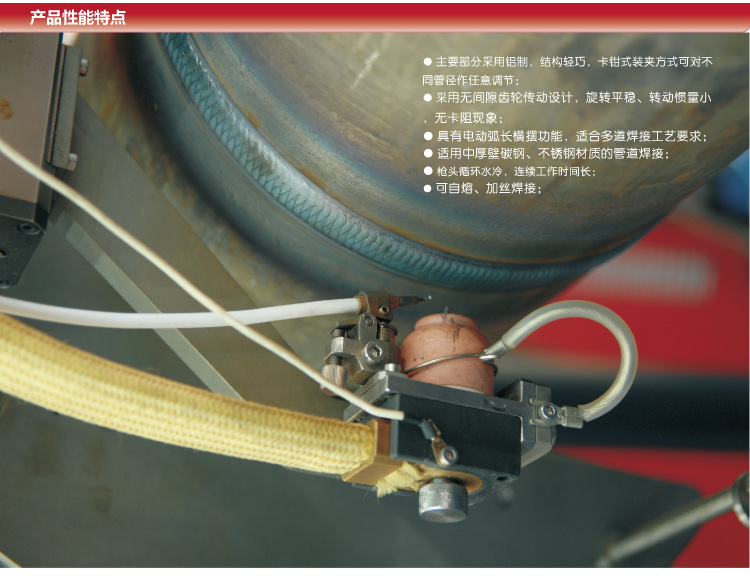 产品性能特点
● 主要部分采用铝制，结构轻巧，卡钳式装夹方式可对不
同管径作任意调节；
● 采用无间隙齿轮传动设计，旋转平稳、转动惯量小
，无卡阻现象；
● 具有电动弧长横摆功能，适合多道焊接工艺要求；
● 适用中厚壁碳钢、不锈钢材质的管道焊接；
● 枪头循环水冷，连续工作时间长；
● 可自熔、加丝焊接；